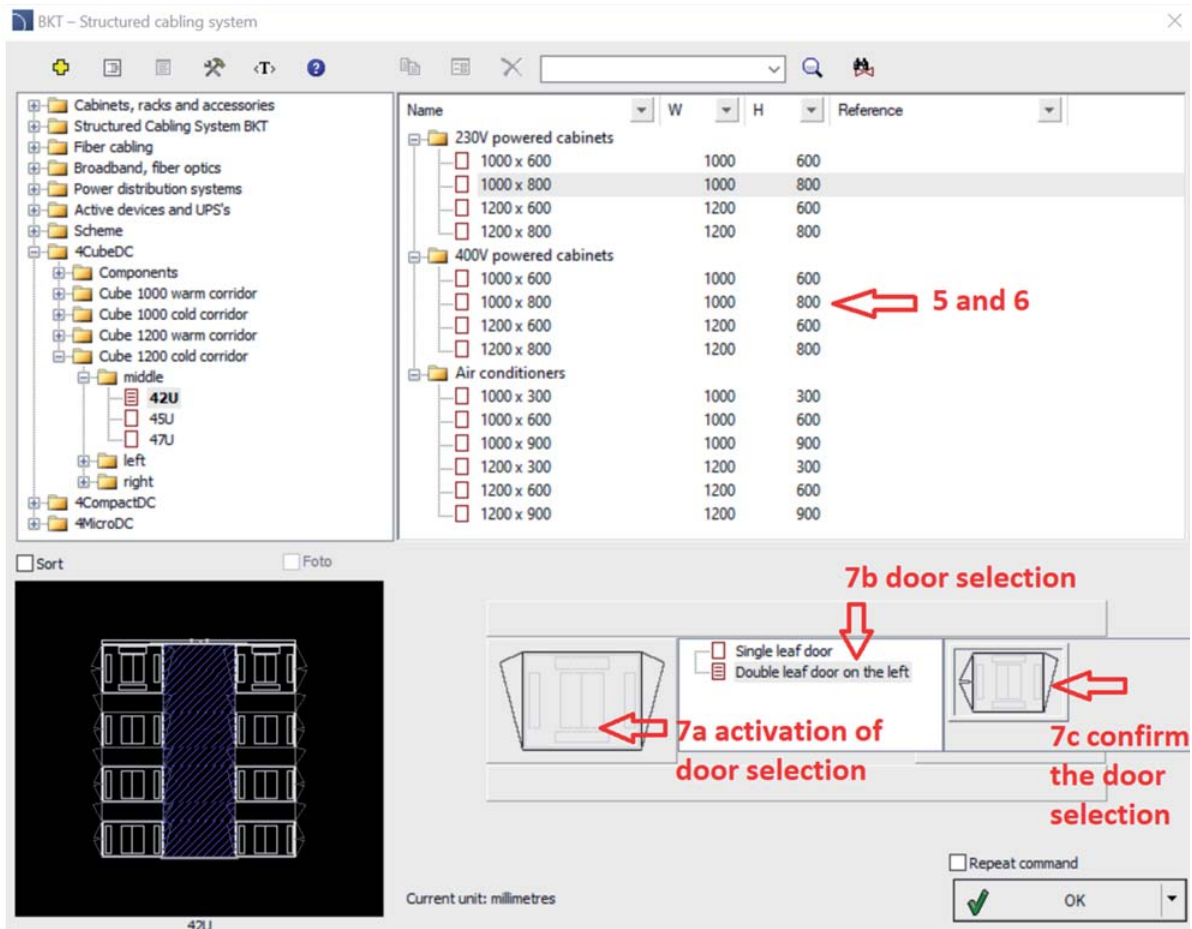 BKT – Structured cabling system
‹T›
Cabinets, racks and accessories
Structured Cabling System BKT
Fiber cabling
Broadband, fiber optics
Power distribution systems
Active devices and UPS's
Scheme
4CubeDC
Components
Cube 1000 warm corridor
Cube 1000 cold corridor
Cube 1200 warm corridor
Cube 1200 cold corridor
middle
42U
45U
47U
left
right
4CompactDC
4MicroDC
Name W H Reference
230V powered cabinets
1000 x 600 1000 600
1000 x 800 1000 800
1200 x 600 1200 600
1200 x 800 1200 800
400V powered cabinets
1000 x 600 1000 600
1000 x 800 1000 800
1200 x 600 1200 600
1200 x 800 1200 800
5 and 6
Air conditioners
1000 x 300 1000 300
1000 x 600 1000 600
1000 x 900 1000 900
1200 x 300 1200 300
1200 x 600 1200 600
1200 x 900 1200 900
Sort Foto
7b door selection
Single leaf door
Double leaf door on the left
7a activation of
door selection
7c confirm
the door
selection
Repeat command
Current unit: millimetres
OK
42U